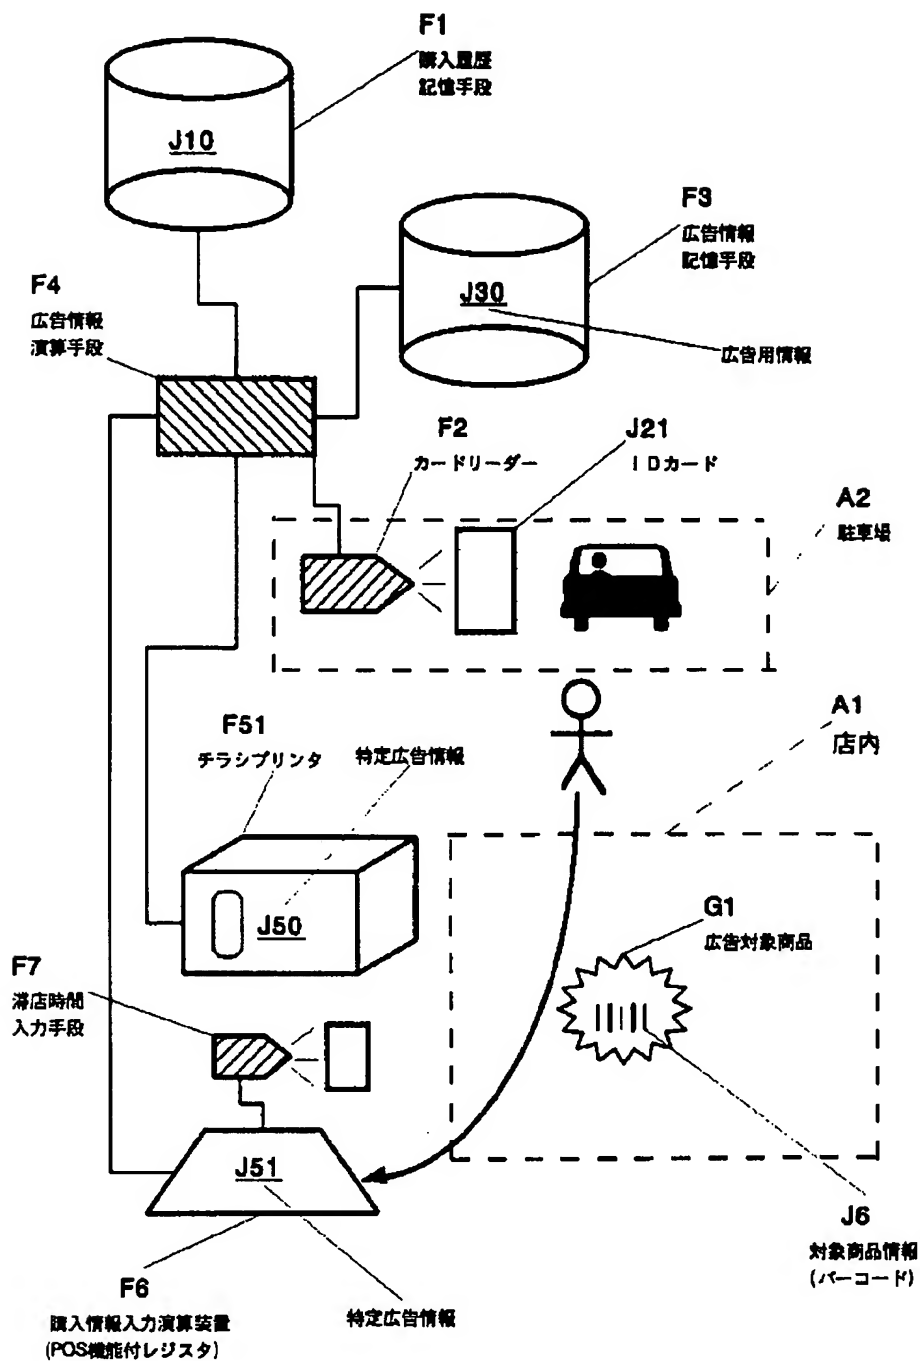 F1
購入履歴
記憶手段
J10
F3
広告情報
記憶手段
J30
広告用情報
F4
広告情報
演算手段
F2
カードリーダー
J21
IDカード
A2
駐車場
A1
店内
F51
チラシプリンタ
特定広告情報
J50
G1
広告対象商品
F7
滞店時間
入力手段
J51
J6
対象商品情報
(バーコード)
F6
購入情報入力演算装置
(POS機能付レジスタ)
特定広告情報